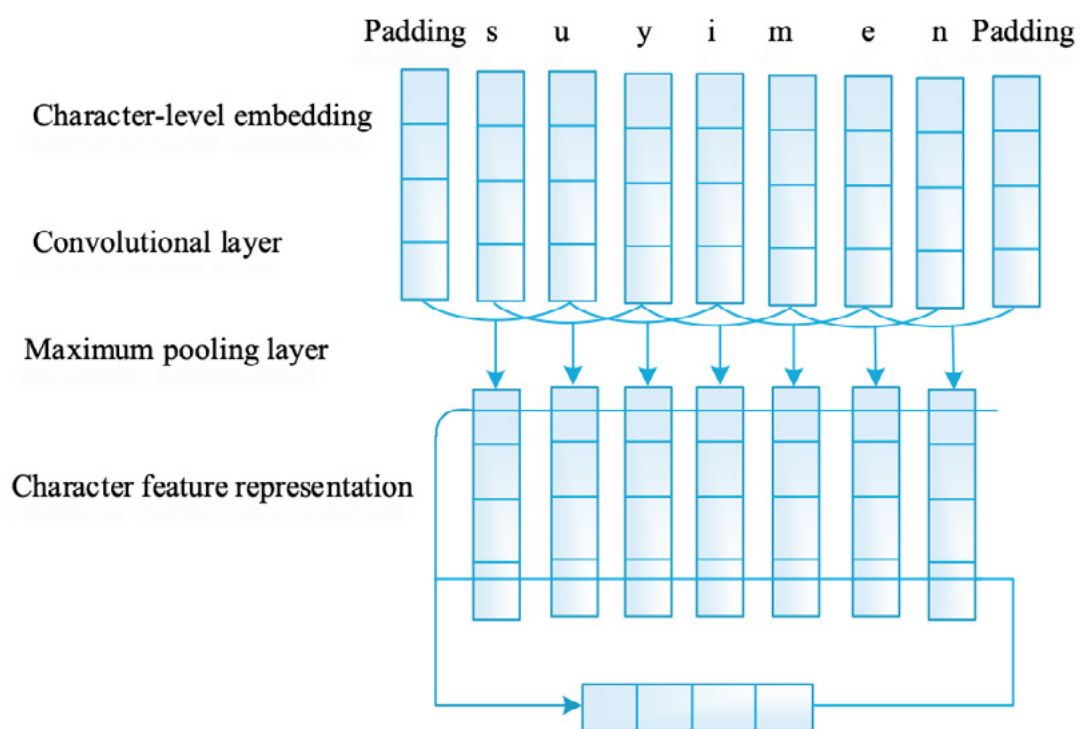 Padding s u y i m e n Padding
Character-level embedding
Convolutional layer
Maximum pooling layer
Character feature representation